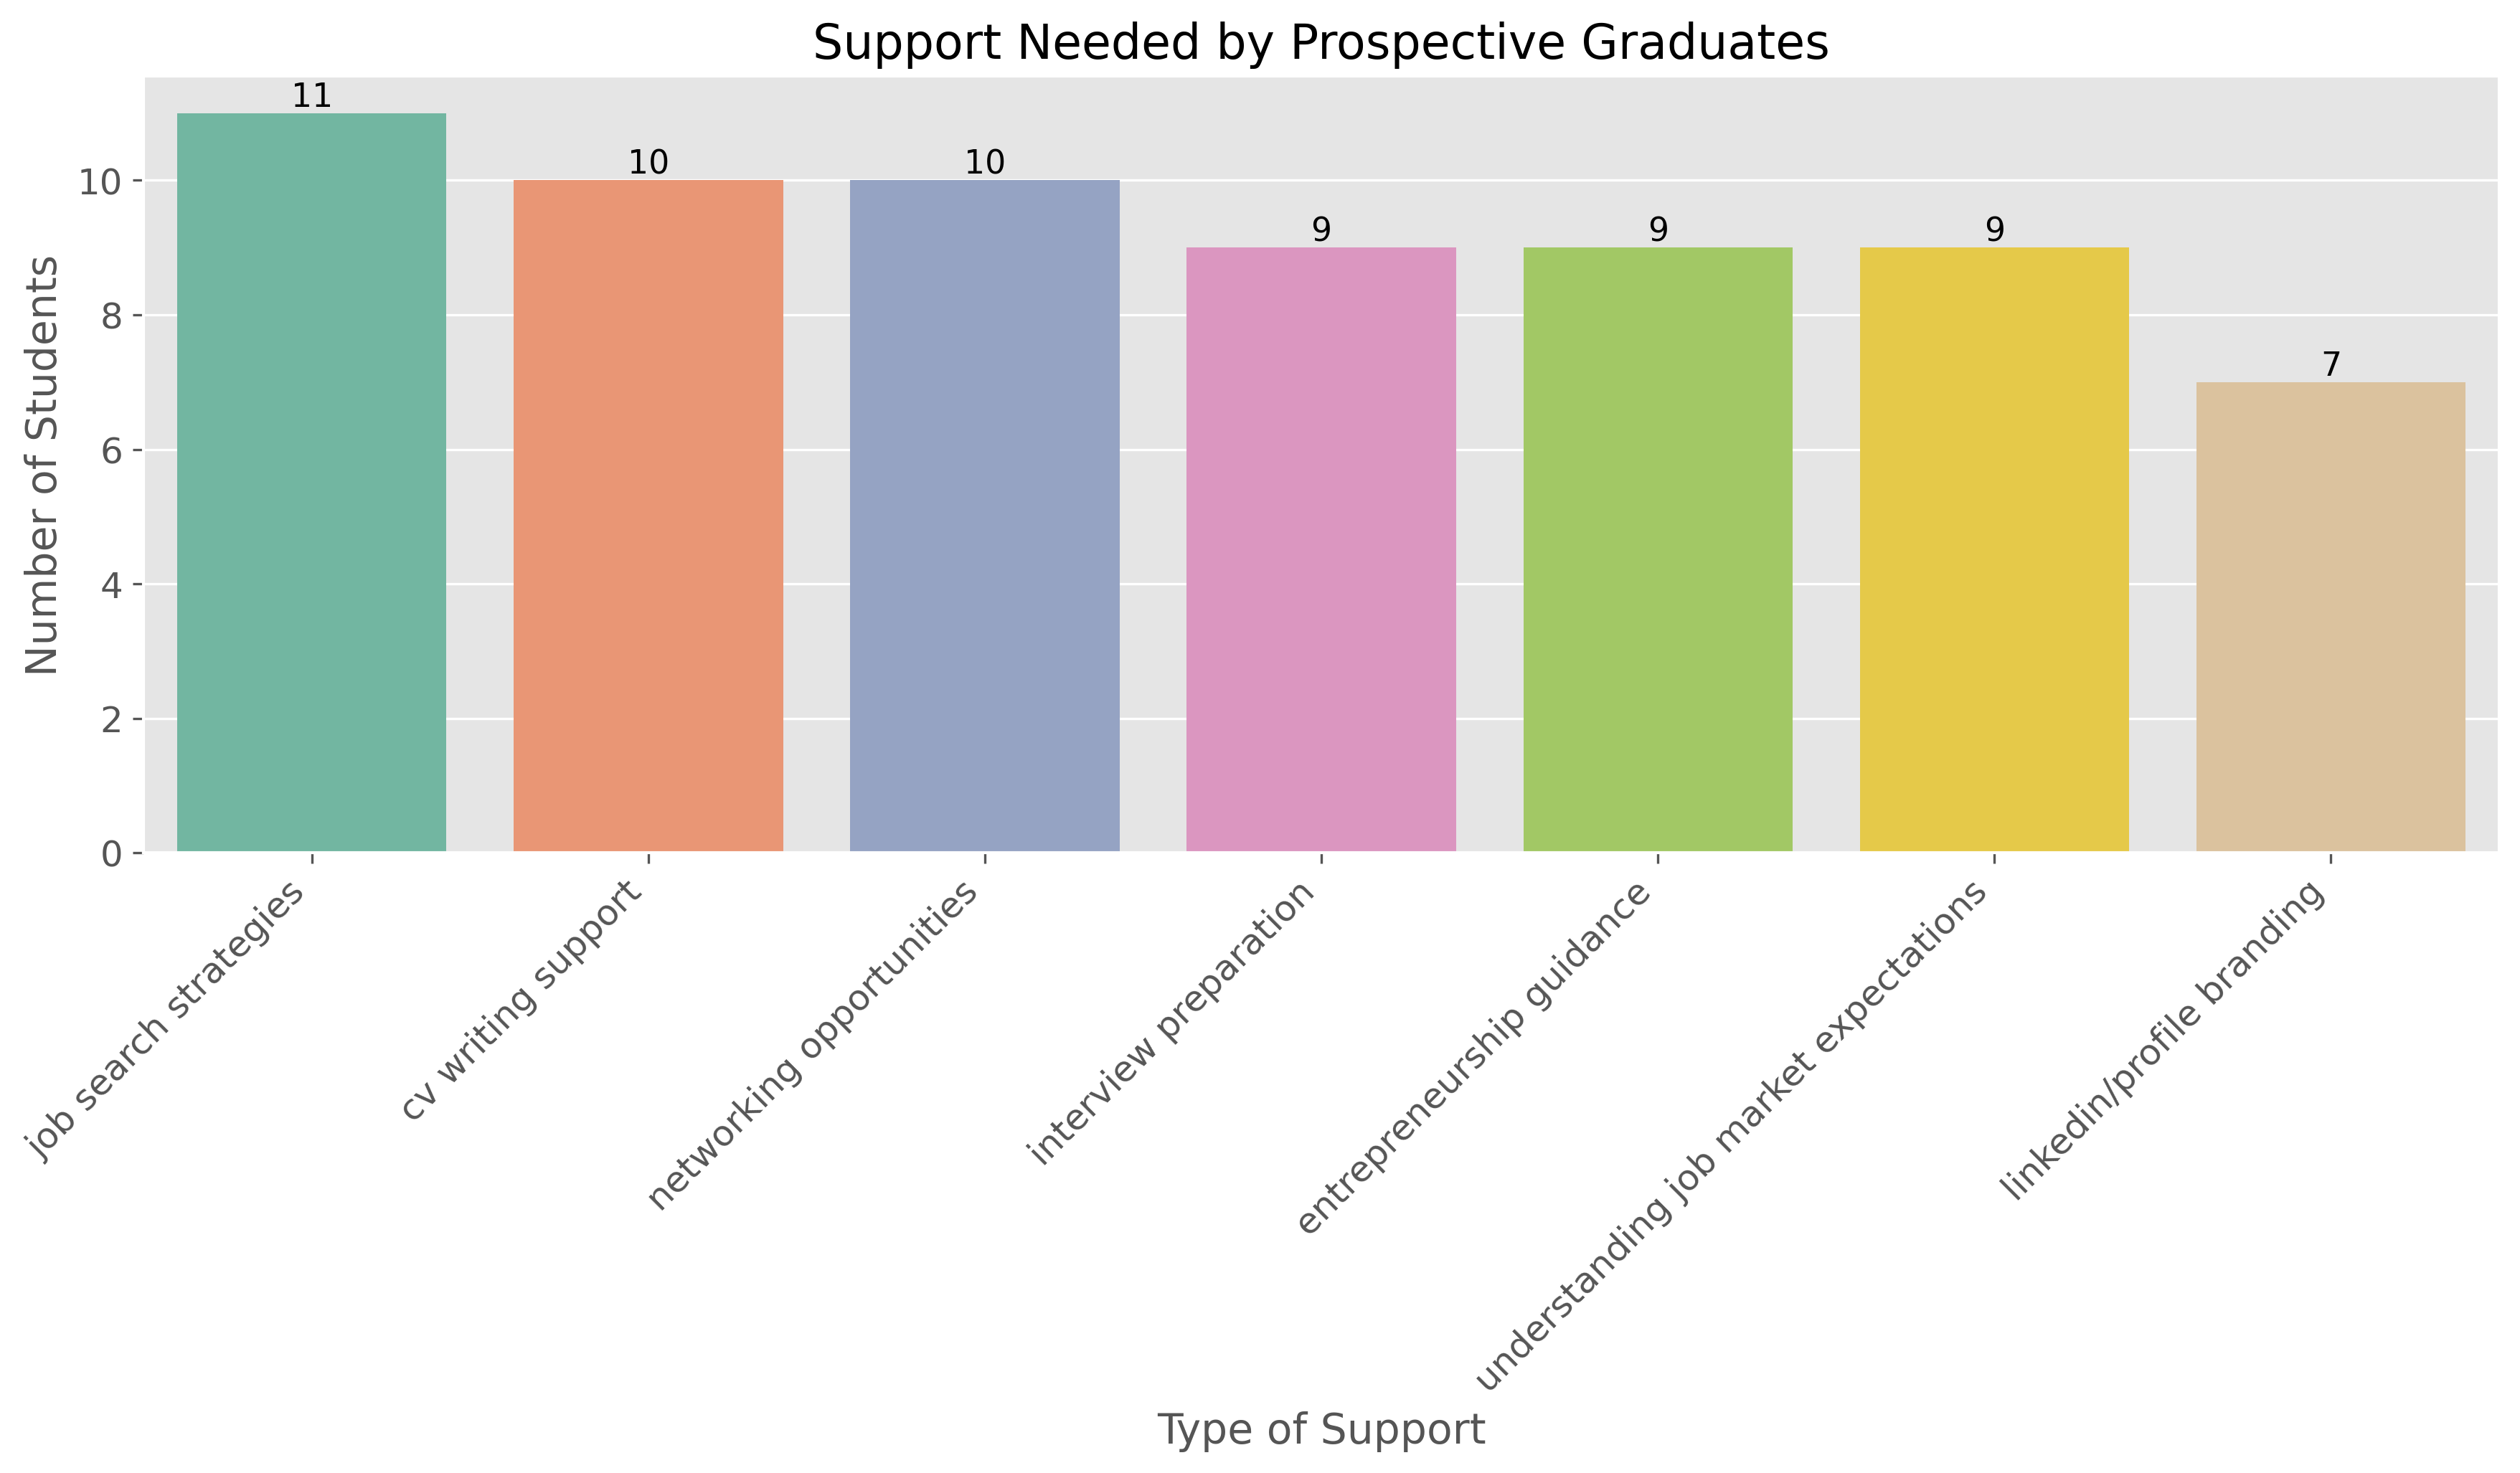 Support Needed by Prospective Graduates
11
10
10
9
9
9
7
Number of Students
10
8
6
4
2
0
job search strategies
cv writing support
networking opportunities
interview preparation
entrepreneurship guidance
understanding job market expectations
linkedin/profile branding
Type of Support